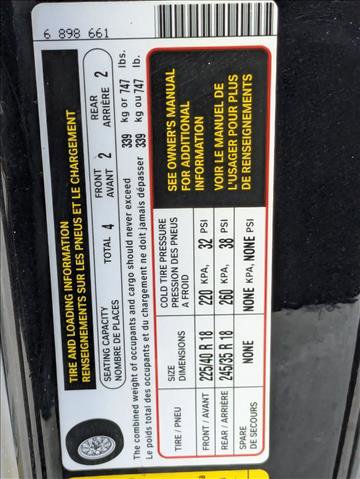 TIRE AND LOADING INFORMATION
RENSEIGNEMENTS SUR LES PNEUS ET LE CHARGEMENT
SEATING CAPACITY
NOMBRE DE PLACES
TOTAL 4
FRONT
AVANT 2
REAR
ARRIÈRE 2
The combined weight of occupants and cargo should never exceed 339 kg or 747 lbs.
Le poids total des occupants et du chargement ne doit jamais dépasser 339 kg ou 747 lb.
TIRE / PNEU
SIZE
DIMENSIONS
COLD TIRE PRESSURE
PRESSION DES PNEUS
A FROID
FRONT / AVANT 225/40 R 18 220 KPA, 32 PSI
REAR / ARRIÈRE 245/35 R 18 260 KPA, 38 PSI
SPARE
DE SECOURS
NONE NONE KPA, NONE PSI
SEE OWNER'S MANUAL
FOR ADDITIONAL
INFORMATION
VOIR LE MANUEL DE
L'USAGER POUR PLUS
DE RENSEIGNEMENTS
6 898 661